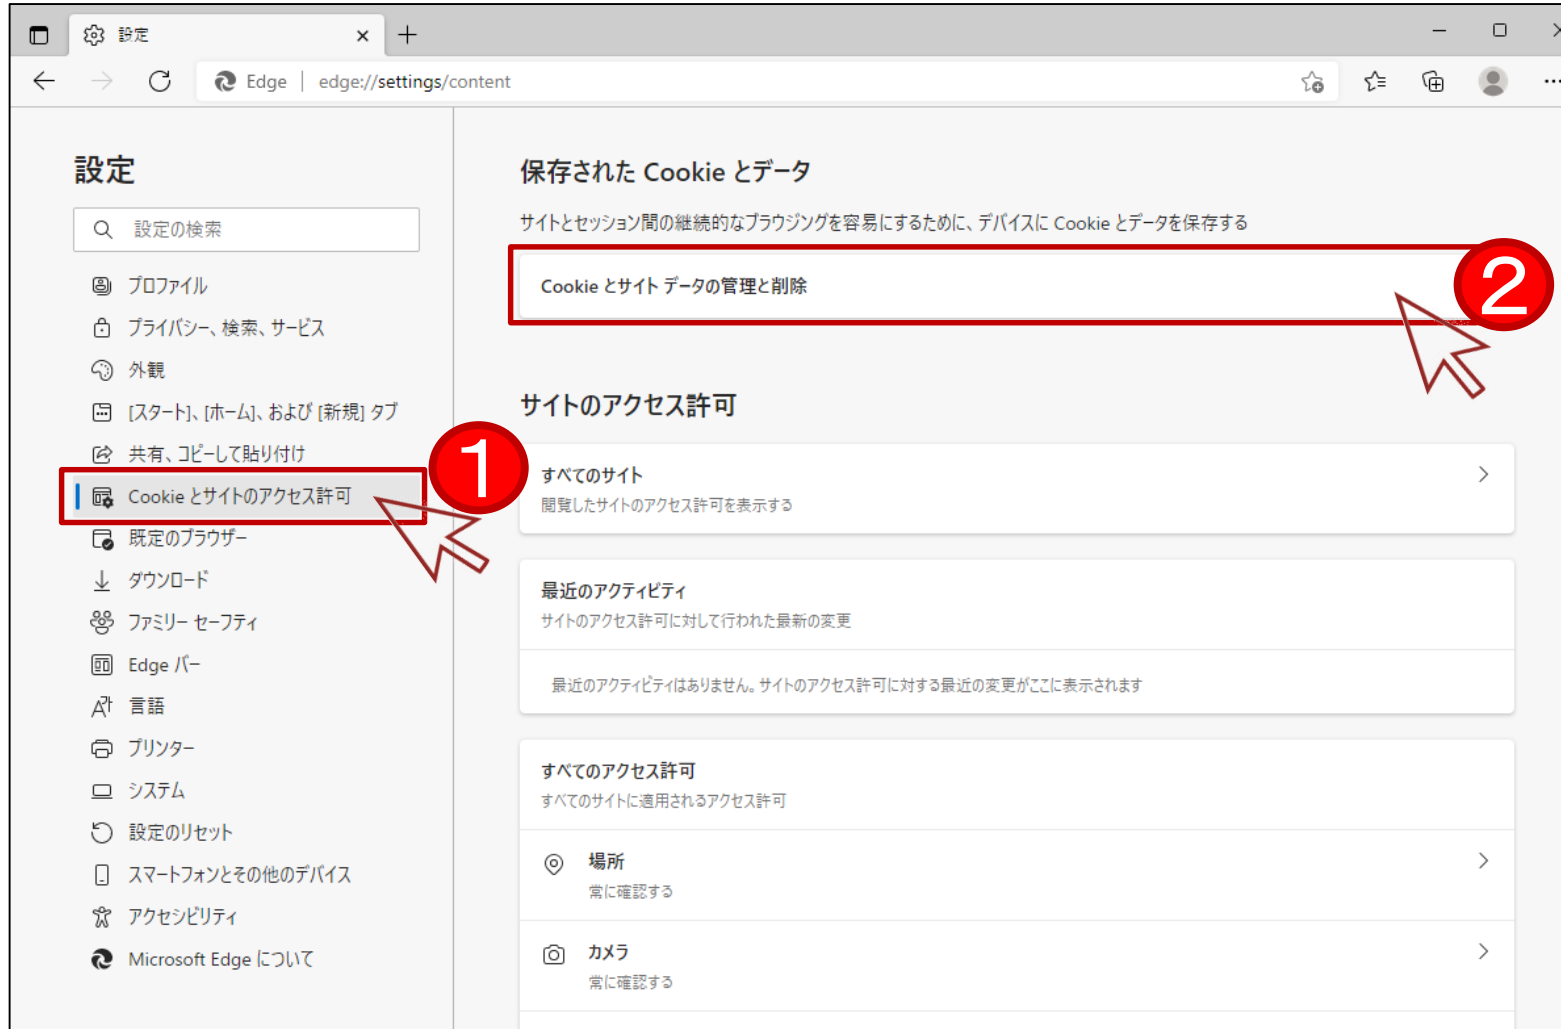 設定
Edge edge://settings/content
設定
設定の検索
プロファイル
プライバシー、検索、サービス
外観
[スタート]、[ホーム]、および [新規] タブ
共有、コピーして貼り付け
Cookie とサイトのアクセス許可
1
既定のブラウザー
ダウンロード
ファミリー セーフティ
Edge バー
言語
プリンター
システム
設定のリセット
スマートフォンとその他のデバイス
アクセシビリティ
Microsoft Edge について
保存された Cookie とデータ
サイトとセッション間の継続的なブラウジングを容易にするために、デバイスに Cookie とデータを保存する
Cookie とサイト データの管理と削除
2
サイトのアクセス許可
すべてのサイト
閲覧したサイトのアクセス許可を表示する
最近のアクティビティ
サイトのアクセス許可に対して行われた最新の変更
最近のアクティビティはありません。サイトのアクセス許可に対する最近の変更がここに表示されます
すべてのアクセス許可
すべてのサイトに適用されるアクセス許可
場所
常に確認する
カメラ
常に確認する